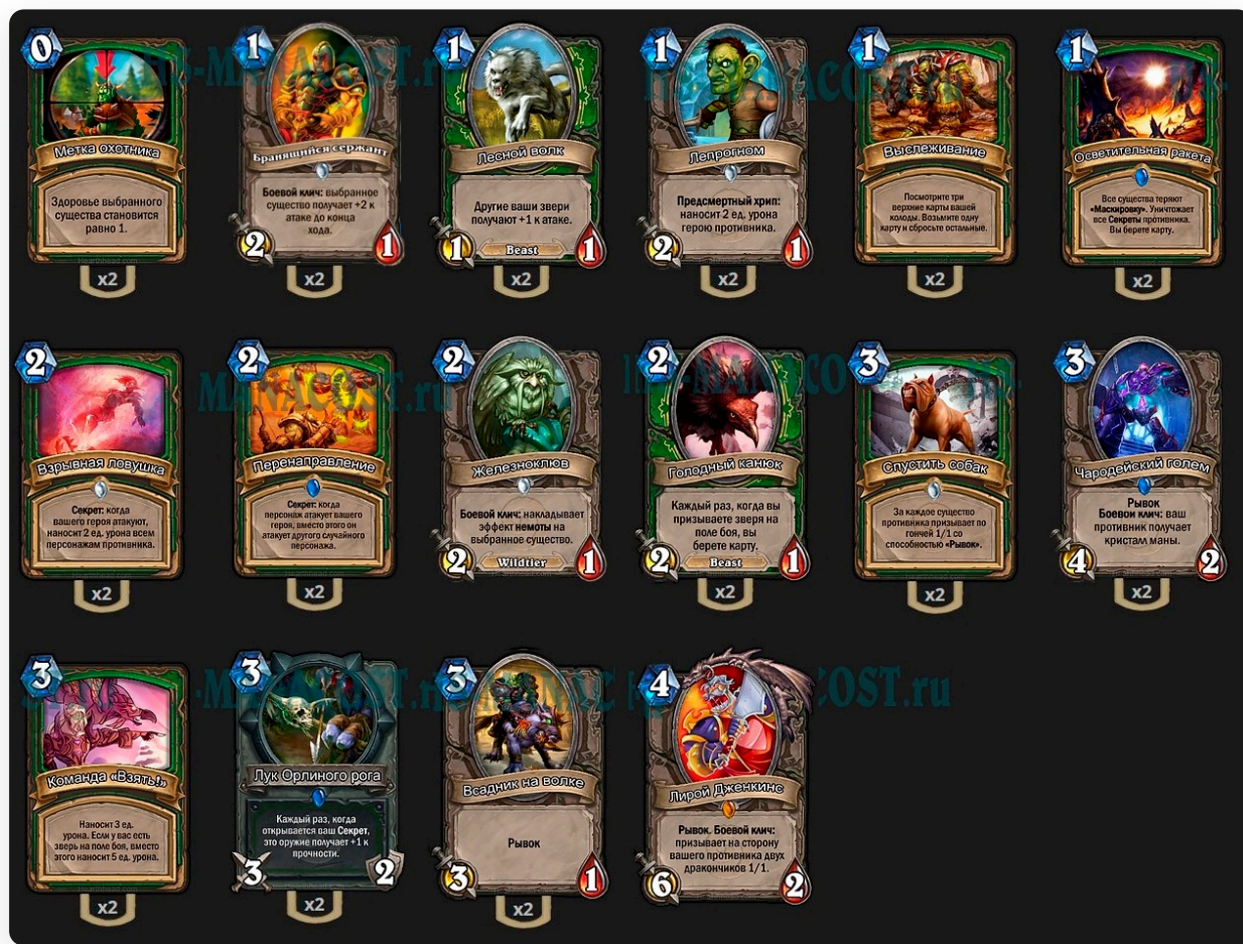 0
Метка охотника
Здоровье выбранного
существа становится
равно 1.
x2
1
Бранящийся сержант
Боевой клич: выбранное
существо получает +2 к
атаке до конца
хода.
2
1
x2
1
Лесной волк
Другие ваши звери
получают +1 к атаке.
Beast
1
1
x2
1
Лепрогном
Предсмертный хрип:
наносит 2 ед. урона
герою противника.
2
1
x2
1
Выслеживание
Посмотрите три
верхние карты вашей
колоды. Возьмите одну
карту и сбросьте остальные.
x2
1
Осветительная ракета
Все существа теряют
«Маскировку». Уничтожает
все Секреты противника.
Вы берете карту.
x2
HS-MANACOST.ru
2
Взрывная ловушка
Секрет: когда
вашего героя атакуют,
наносит 2 ед. урона всем
персонажам противника.
x2
2
Перенаправление
Секрет: когда
персонаж атакует вашего
героя, вместо этого он
атакует другого случайного
персонажа.
x2
MANACOST.ru
2
Железноклюв
Боевой клич: накладывает
эффект немоты на
выбранное существо.
Wildtier
2
1
2
Голодный канюк
Каждый раз, когда вы
призываете зверя на
поле боя, вы
берете карту.
Beast
2
1
x2
3
Спустить собак
За каждое существо
противника призывает по
гончей 1/1 со
способностью «Рывок».
x2
3
Чародейский голем
Рывок
Боевой клич: ваш
противник получает
кристалл маны.
4
2
x2
3
Команда «Взять!»
Наносит 3 ед.
урона. Если у вас есть
зверь на поле боя, вместо
этого наносит 5 ед. урона.
x2
3
Лук Орлиного рога
Каждый раз, когда
открывается ваш Секрет,
это оружие получает +1 к
прочности.
3
2
x2
3
Всадник на волке
Рывок
3
1
x2
4
Лирой Дженкинс
Рывок. Боевой клич:
призывает на сторону
вашего противника двух
дракончиков 1/1.
6
2